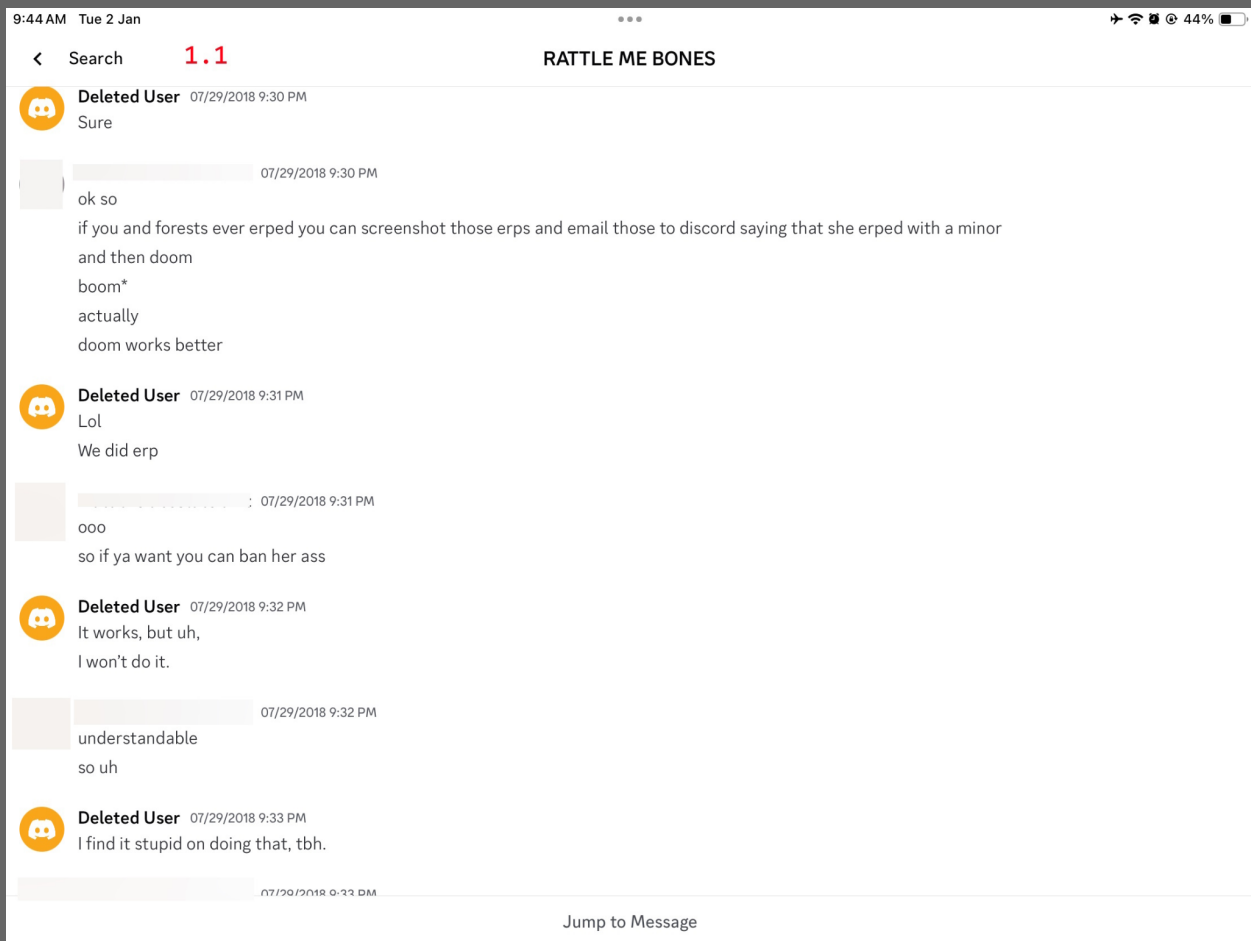 9:44 AM Tue 2 Jan 44%
Search 1.1 RATTLE ME BONES
Deleted User 07/29/2018 9:30 PM
Sure
07/29/2018 9:30 PM
ok so
if you and forests ever erped you can screenshot those erps and email those to discord saying that she erped with a minor
and then doom
boom*
actually
doom works better
Deleted User 07/29/2018 9:31 PM
Lol
We did erp
07/29/2018 9:31 PM
ooo
so if ya want you can ban her ass
Deleted User 07/29/2018 9:32 PM
It works, but uh,
I won't do it.
07/29/2018 9:32 PM
understandable
so uh
Deleted User 07/29/2018 9:33 PM
I find it stupid on doing that, tbh.
07/29/2018 9:33 PM
Jump to Message